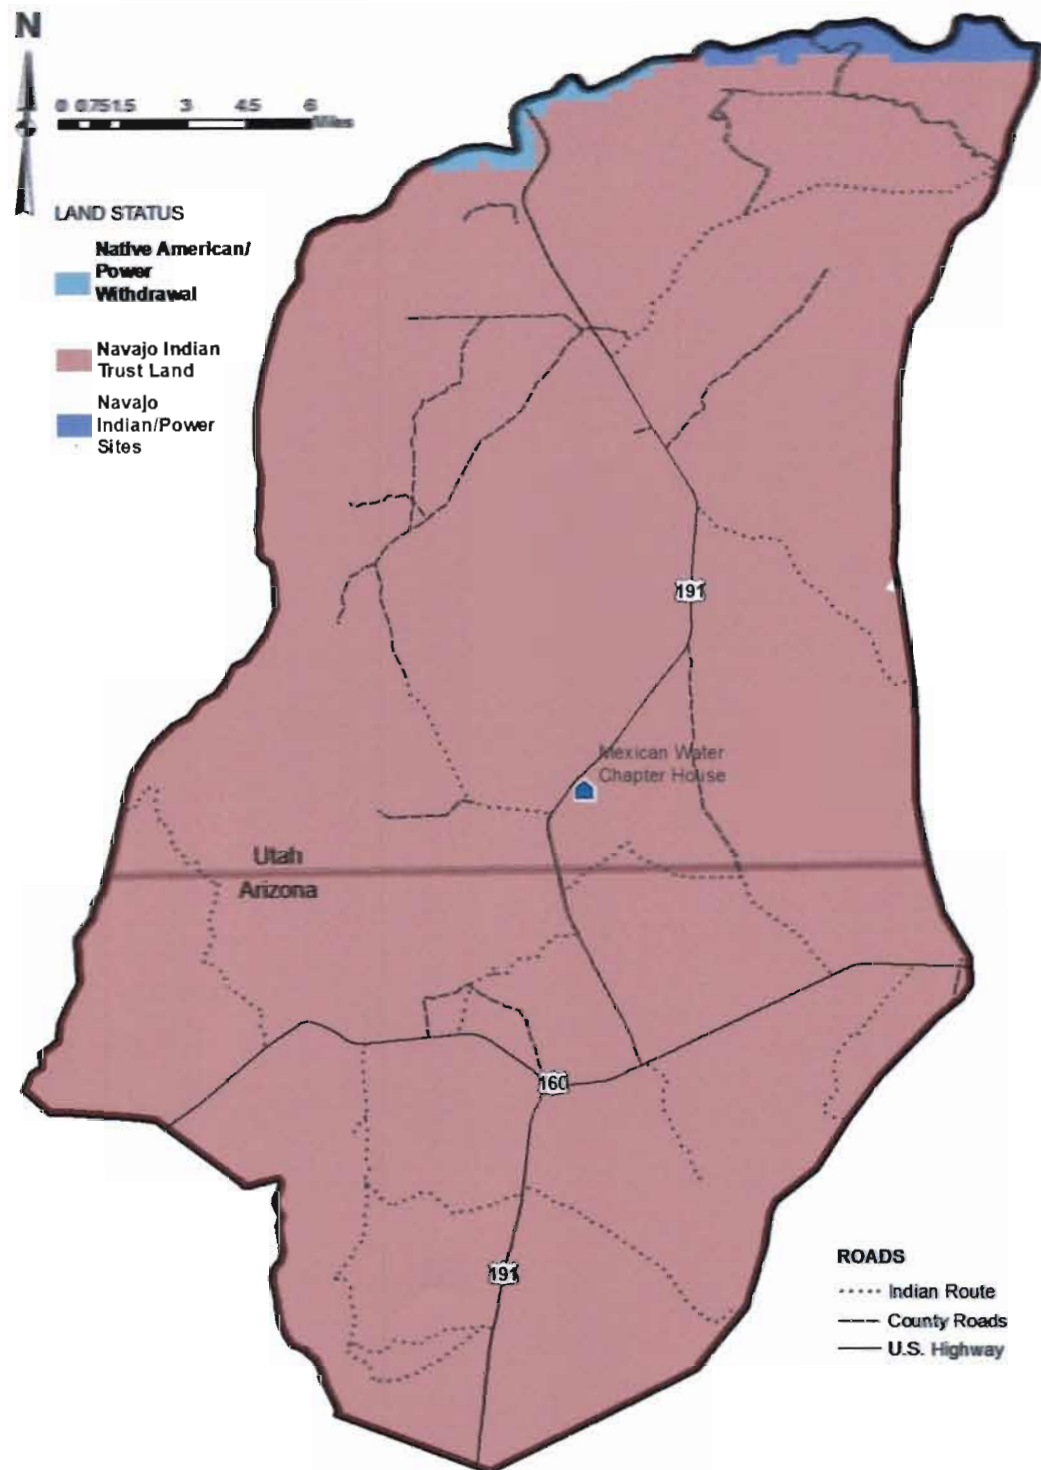 N
0 0.75 1.5 3 4.5 6
Miles
LAND STATUS
Native American/
Power
Withdrawal
Navajo Indian
Trust Land
Navajo
Indian/Power
Sites
191
Mexican Water
Chapter House
Utah
Arizona
160
191
ROADS
Indian Route
County Roads
U.S. Highway